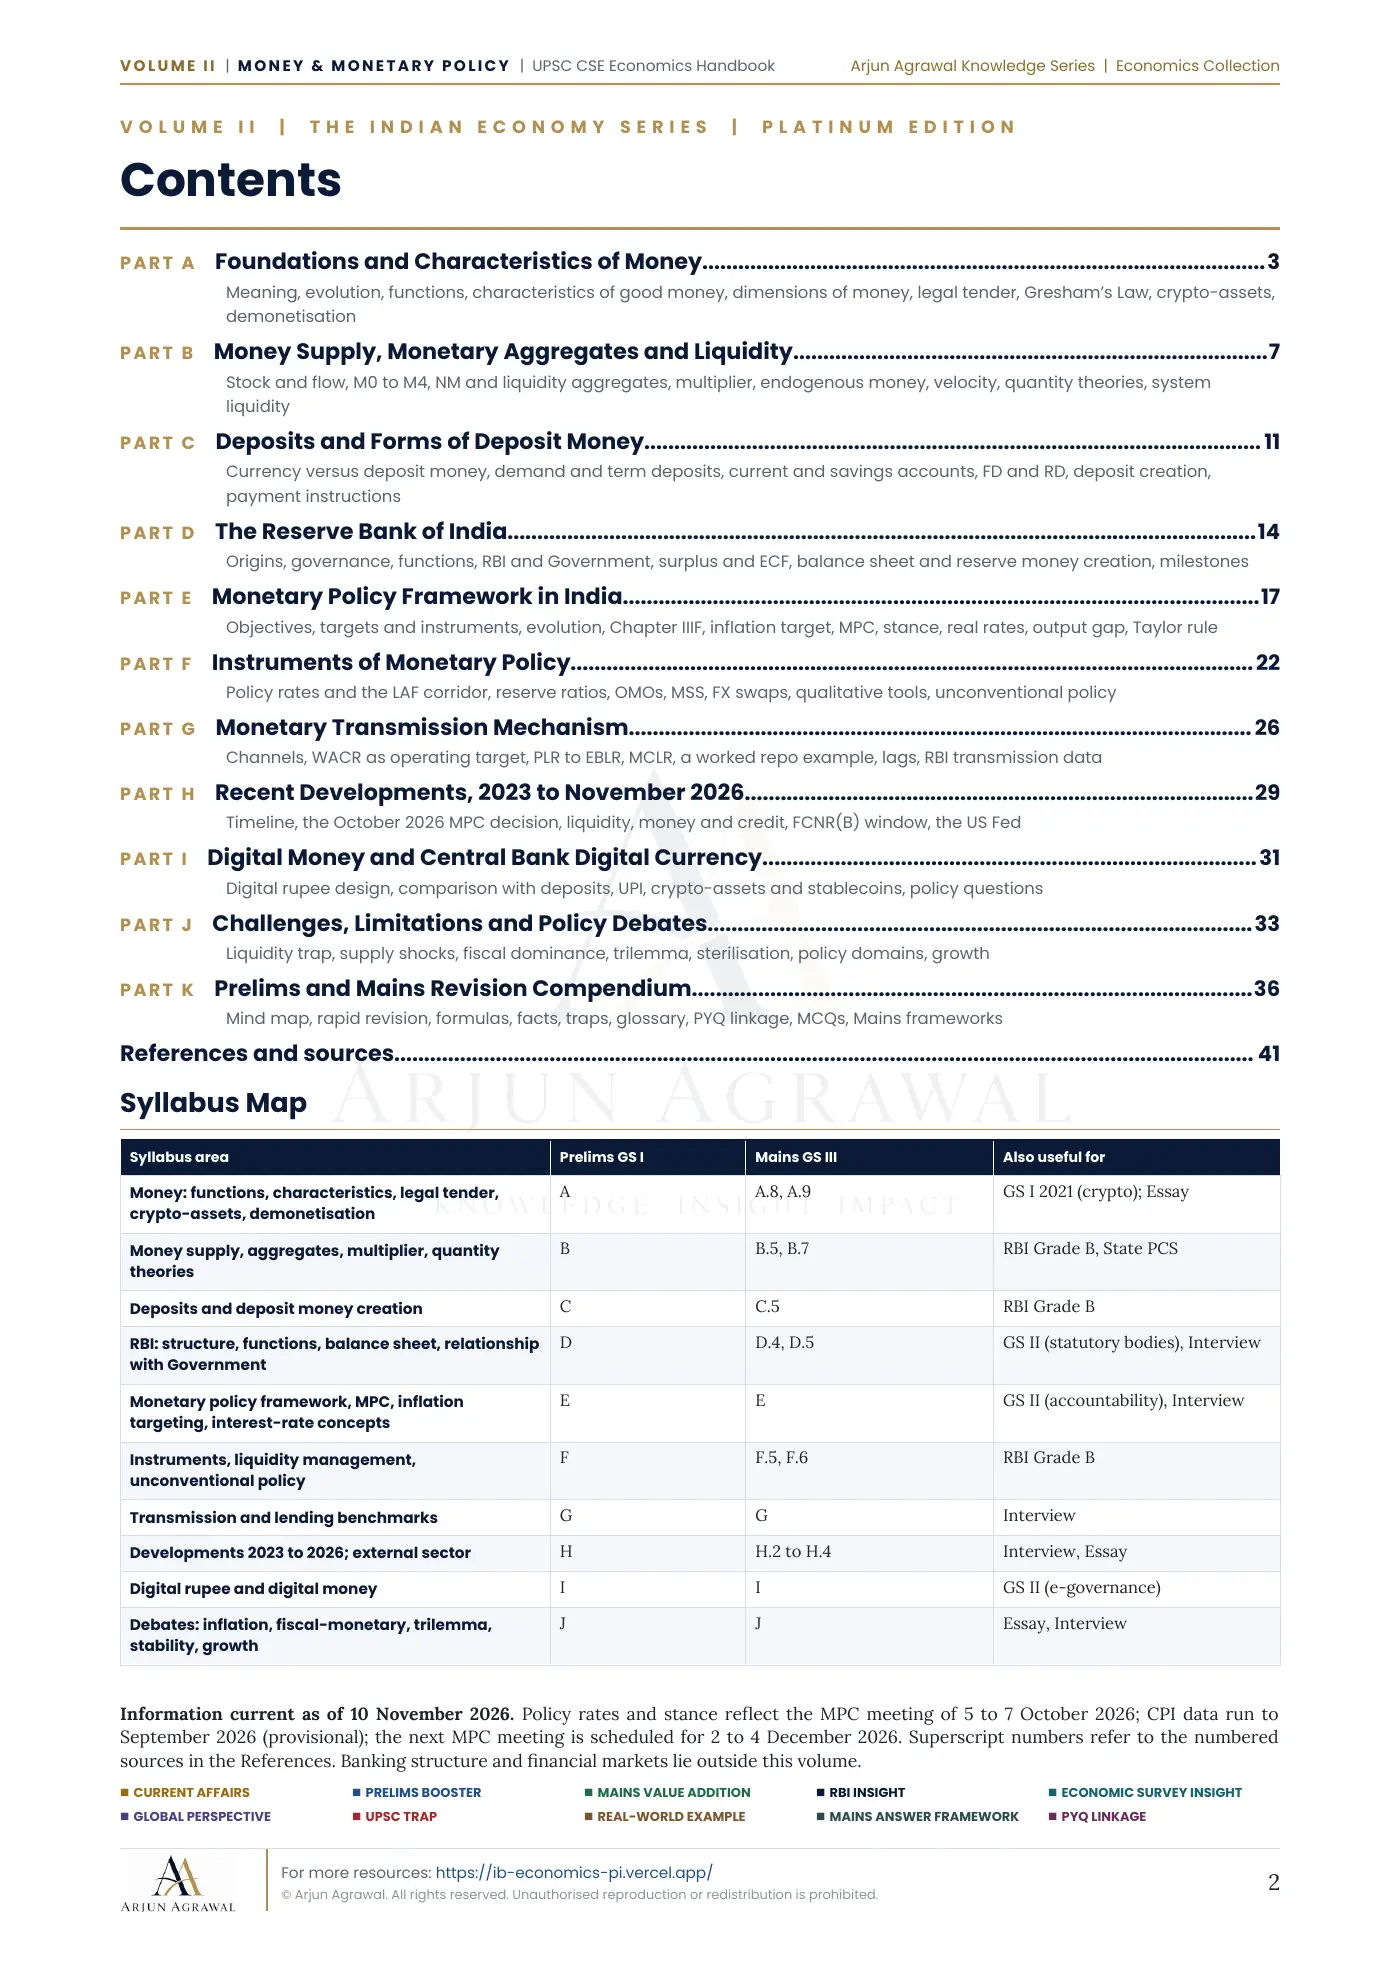 VOLUME II | MONEY & MONETARY POLICY | UPSC CSE Economics Handbook Arjun Agrawal Knowledge Series | Economics Collection
VOLUME II | THE INDIAN ECONOMY SERIES | PLATINUM EDITION
Contents
PART A Foundations and Characteristics of Money 3
Meaning, evolution, functions, characteristics of good money, dimensions of money, legal tender, Gresham's Law, crypto-assets,
demonetisation
PART B Money Supply, Monetary Aggregates and Liquidity 7
Stock and flow, M0 to M4, NM and liquidity aggregates, multiplier, endogenous money, velocity, quantity theories, system
liquidity
PART C Deposits and Forms of Deposit Money 11
Currency versus deposit money, demand and term deposits, current and savings accounts, FD and RD, deposit creation,
payment instructions
PART D The Reserve Bank of India 14
Origins, governance, functions, RBI and Government, surplus and ECF, balance sheet and reserve money creation, milestones
PART E Monetary Policy Framework in India 17
Objectives, targets and instruments, evolution, Chapter IIIF, inflation target, MPC, stance, real rates, output gap, Taylor rule
PART F Instruments of Monetary Policy 22
Policy rates and the LAF corridor, reserve ratios, OMOs, MSS, FX swaps, qualitative tools, unconventional policy
PART G Monetary Transmission Mechanism 26
Channels, WACR as operating target, PLR to EBLR, MCLR, a worked repo example, lags, RBI transmission data
PART H Recent Developments, 2023 to November 2026 29
Timeline, the October 2026 MPC decision, liquidity, money and credit, FCNR(B) window, the US Fed
PART I Digital Money and Central Bank Digital Currency 31
Digital rupee design, comparison with deposits, UPI, crypto-assets and stablecoins, policy questions
PART J Challenges, Limitations and Policy Debates 33
Liquidity trap, supply shocks, fiscal dominance, trilemma, sterilisation, policy domains, growth
PART K Prelims and Mains Revision Compendium 36
Mind map, rapid revision, formulas, facts, traps, glossary, PYQ linkage, MCQs, Mains frameworks
References and sources 41
ARJUN AGRAWAL
Syllabus Map
Syllabus area Prelims GS I Mains GS III Also useful for
Money: functions, characteristics, legal tender, A A.8, A.9 GS I 2021 (crypto); Essay
crypto-assets, demonetisation
KNOWLEDGE INSIGHT IMPACT
Money supply, aggregates, multiplier, quantity B B.5, B.7 RBI Grade B, State PCS
theories
Deposits and deposit money creation C C.5 RBI Grade B
RBI: structure, functions, balance sheet, relationship D D.4, D.5 GS II (statutory bodies), Interview
with Government
Monetary policy framework, MPC, inflation E E GS II (accountability), Interview
targeting, interest-rate concepts
Instruments, liquidity management, F F.5, F.6 RBI Grade B
unconventional policy
Transmission and lending benchmarks G G Interview
Developments 2023 to 2026; external sector H H.2 to H.4 Interview, Essay
Digital rupee and digital money I I GS II (e-governance)
Debates: inflation, fiscal-monetary, trilemma, J J Essay, Interview
stability, growth
Information current as of 10 November 2026. Policy rates and stance reflect the MPC meeting of 5 to 7 October 2026; CPI data run to
September 2026 (provisional); the next MPC meeting is scheduled for 2 to 4 December 2026. Superscript numbers refer to the numbered
sources in the References. Banking structure and financial markets lie outside this volume.
CURRENT AFFAIRS PRELIMS BOOSTER MAINS VALUE ADDITION RBI INSIGHT ECONOMIC SURVEY INSIGHT
GLOBAL PERSPECTIVE UPSC TRAP REAL-WORLD EXAMPLE MAINS ANSWER FRAMEWORK PYQ LINKAGE
ARJUN AGRAWAL
For more resources: https://ib-economics-pi.vercel.app/
© Arjun Agrawal. All rights reserved. Unauthorised reproduction or redistribution is prohibited.
2